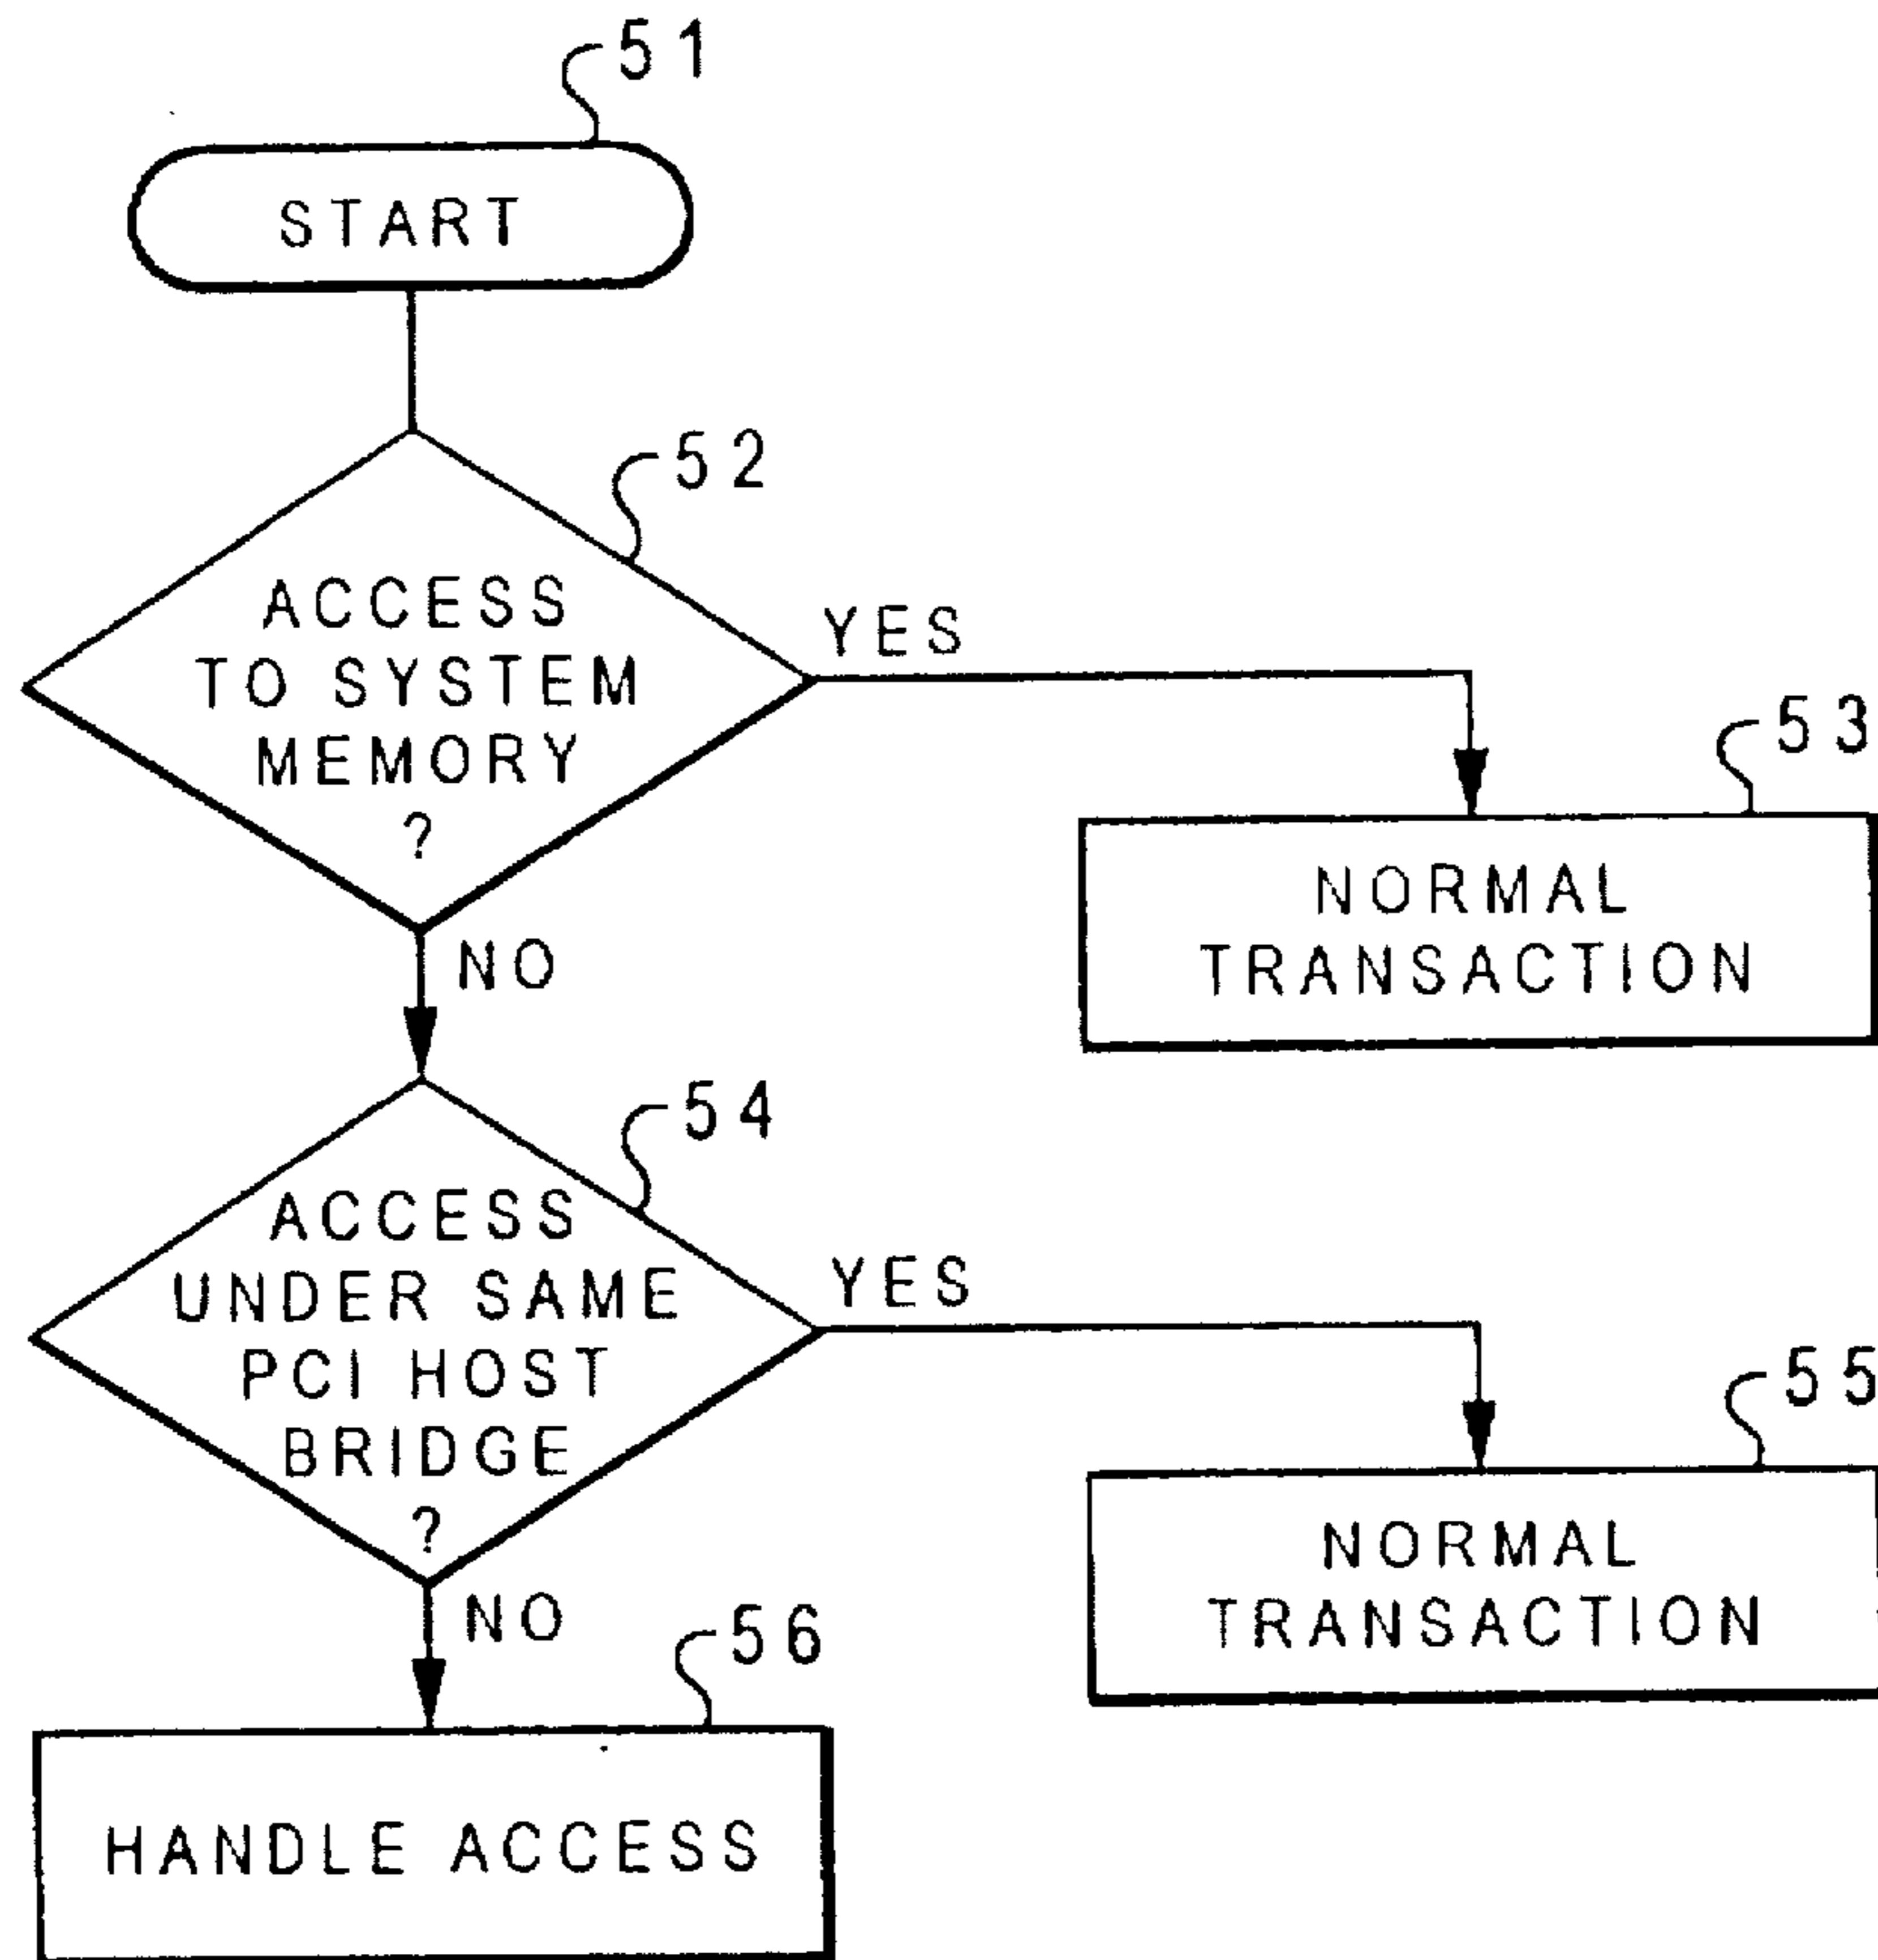 51
START
52
ACCESS
TO SYSTEM
MEMORY
?
YES
53
NORMAL
TRANSACTION
NO
54
ACCESS
UNDER SAME
PCI HOST
BRIDGE
?
YES
55
NORMAL
TRANSACTION
NO
56
HANDLE ACCESS